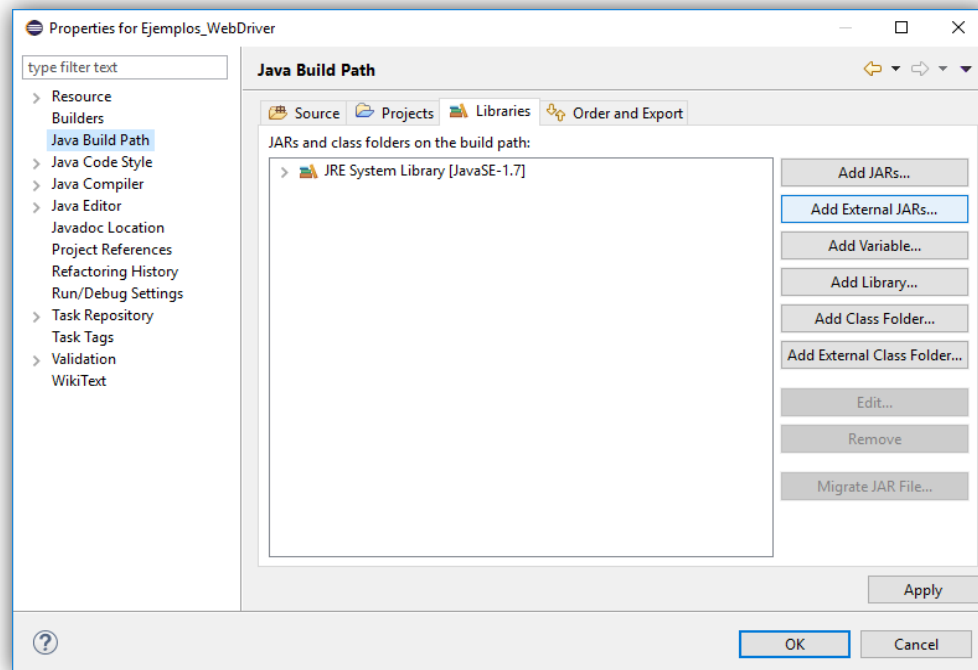 Properties for Ejemplos_WebDriver
type filter text
Resource
Builders
Java Build Path
Java Code Style
Java Compiler
Java Editor
Javadoc Location
Project References
Refactoring History
Run/Debug Settings
Task Repository
Task Tags
Validation
WikiText
Java Build Path
Source Projects Libraries Order and Export
JARs and class folders on the build path:
JRE System Library [JavaSE-1.7]
Add JARs...
Add External JARs...
Add Variable...
Add Library...
Add Class Folder...
Add External Class Folder...
Edit...
Remove
Migrate JAR File...
Apply
?
OK Cancel